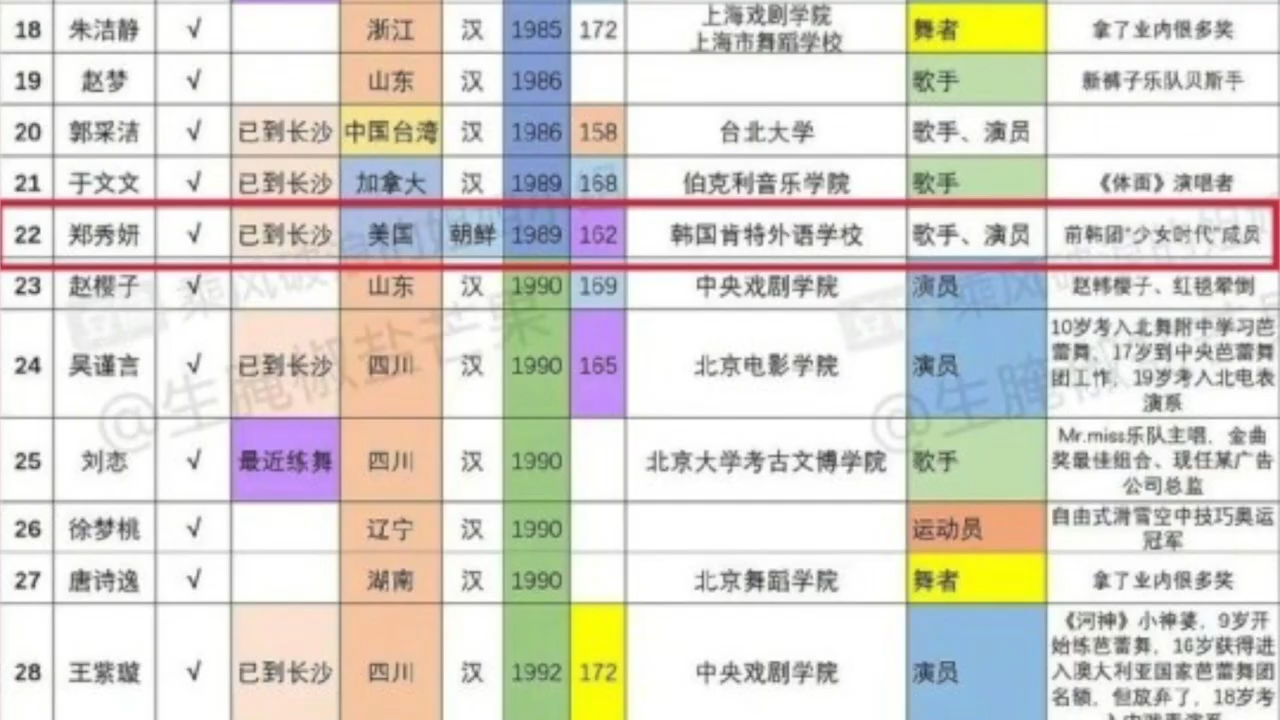 18 朱洁静 √ 浙江 汉 1985 172 上海戏剧学院 上海市舞蹈学校 舞者 拿了业内很多奖
19 赵梦 √ 山东 汉 1986 歌手 新裤子乐队贝斯手
20 郭采洁 √ 已到长沙 中国台湾 汉 1986 158 台北大学 歌手、演员
21 于文文 √ 已到长沙 加拿大 汉 1989 168 伯克利音乐学院 歌手 《体面》演唱者
22 郑秀妍 √ 已到长沙 美国 朝鲜 1989 162 韩国肯特外语学校 歌手、演员 前韩团“少女时代”成员
23 赵樱子 √ 山东 汉 1990 169 中央戏剧学院 演员 赵韩樱子、红毯晕倒
24 吴谨言 √ 已到长沙 四川 汉 1990 165 北京电影学院 演员 10岁考入北舞附中学习芭
蕾舞，17岁到中央芭蕾舞
团工作，19岁考入北电表
演系
25 刘恋 √ 最近练舞 四川 汉 1990 北京大学考古文博学院 歌手 Mr.miss乐队主唱，金曲
奖最佳组合、现任某广告
公司总监
26 徐梦桃 √ 辽宁 汉 1990 运动员 自由式滑雪空中技巧奥运
冠军
27 唐诗逸 √ 湖南 汉 1990 北京舞蹈学院 舞者 拿了业内很多奖
28 王紫璇 √ 已到长沙 四川 汉 1992 172 中央戏剧学院 演员 《河神》小神婆，9岁开
始练芭蕾舞，16岁获得进
入澳大利亚国家芭蕾舞团
名额，但放弃了，18岁考
@生腌椒盐芒果
@生腌椒